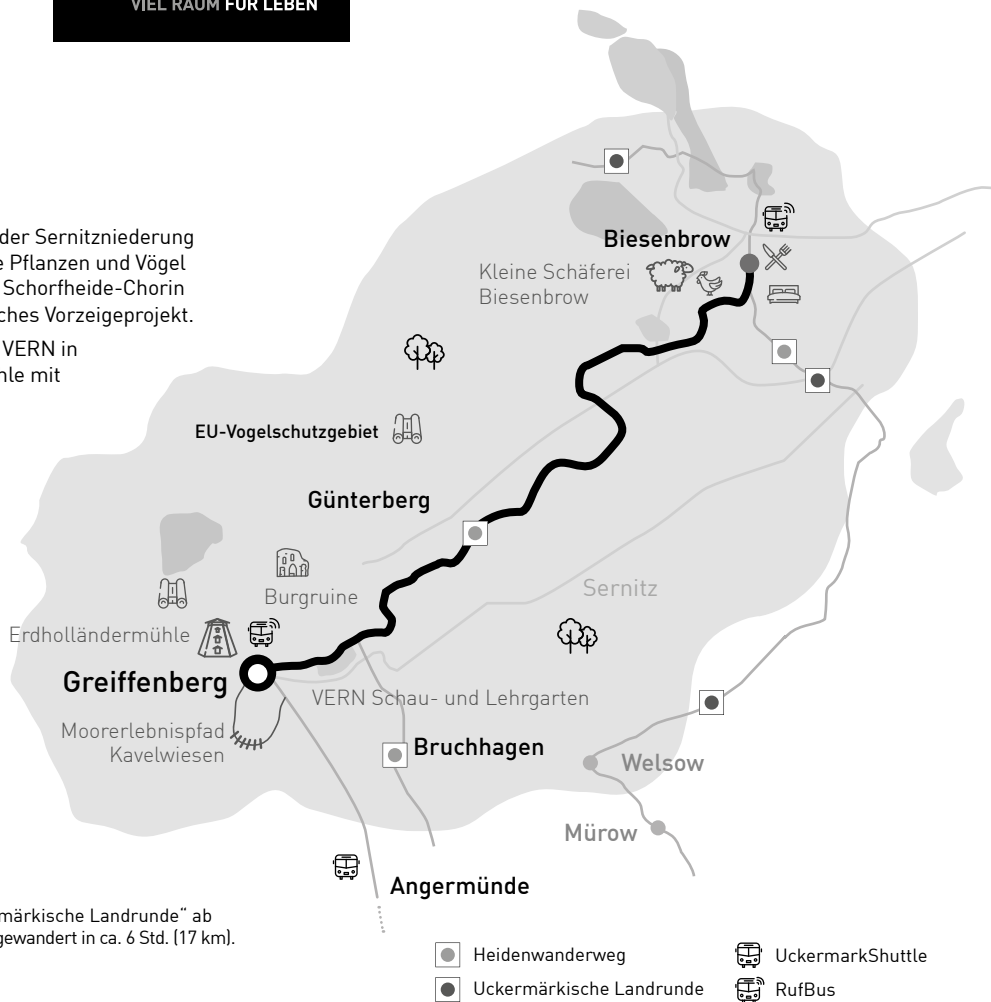 VIEL RAUM FÜR LEBEN
der Sernitzniederung
Pflanzen und Vögel
Schorfheide-Chorin
ches Vorzeigeprojekt.
VERN in
mit
Biesenbrow
Kleine Schäferei
Biesenbrow
EU-Vogelschutzgebiet
Günterberg
Burgruine
Sernitz
Erdholländermühle
Greiffenberg
VERN Schau- und Lehrgarten
Moorerlebnispfad
Kavelwiesen
Bruchhagen
Welsow
Mürow
Angermünde
märkische Landrunde“ ab
gewandert in ca. 6 Std. (17 km).
Heidenwanderweg
UckermarkShuttle
Uckermärkische Landrunde
RufBus